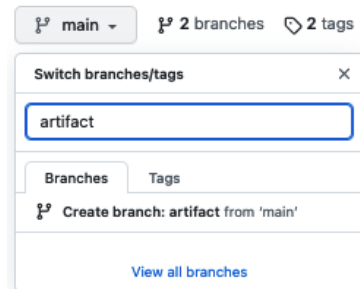 main 2 branches 2 tags
Switch branches/tags
artifact
Branches Tags
Create branch: artifact from 'main'
View all branches